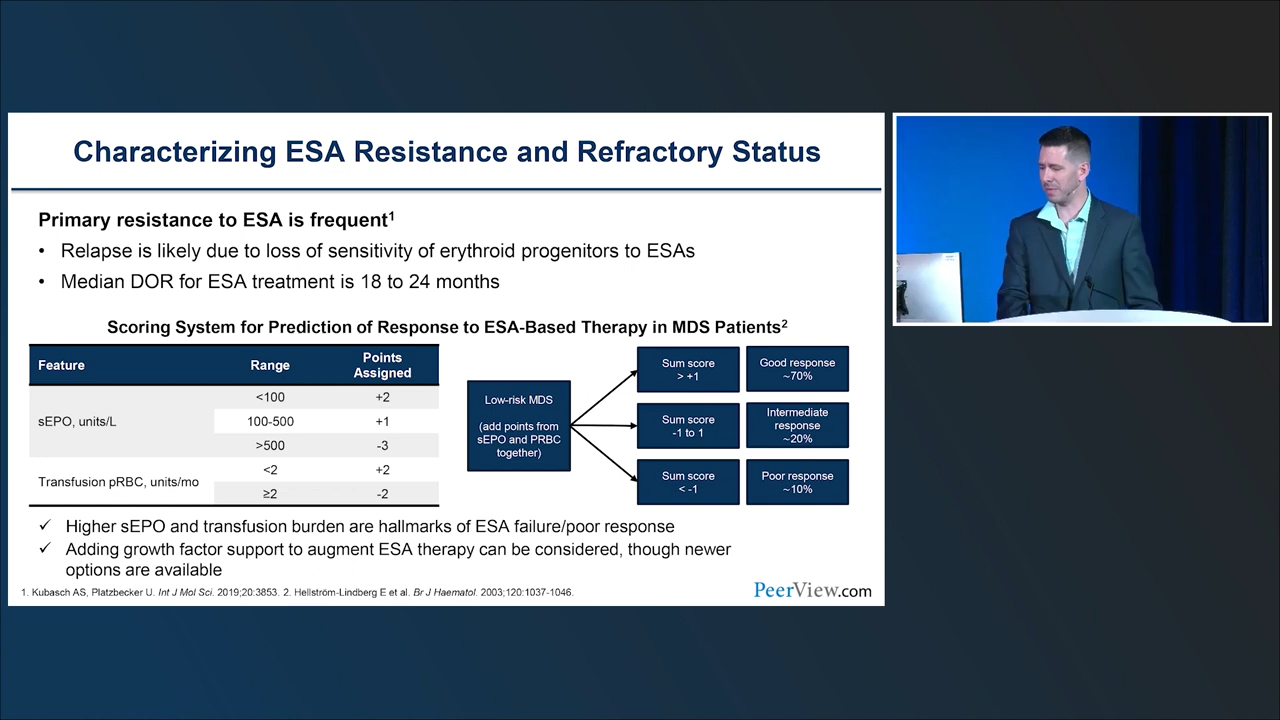 Characterizing ESA Resistance and Refractory Status
Primary resistance to ESA is frequent1
• Relapse is likely due to loss of sensitivity of erythroid progenitors to ESAs
• Median DOR for ESA treatment is 18 to 24 months
Scoring System for Prediction of Response to ESA-Based Therapy in MDS Patients2
Feature Range Points Assigned
sEPO, units/L
<100 +2
100-500 +1
>500 -3
Transfusion pRBC, units/mo
<2 +2
≥2 -2
Low-risk MDS
(add points from
sEPO and PRBC
together)
Sum score
> +1
Good response
~70%
Sum score
-1 to 1
Intermediate
response
~20%
Sum score
< -1
Poor response
~10%
✓ Higher sEPO and transfusion burden are hallmarks of ESA failure/poor response
✓ Adding growth factor support to augment ESA therapy can be considered, though newer
options are available
1. Kubasch AS, Platzbecker U. Int J Mol Sci. 2019;20:3853. 2. Hellström-Lindberg E et al. Br J Haematol. 2003;120:1037-1046.
PeerView.com